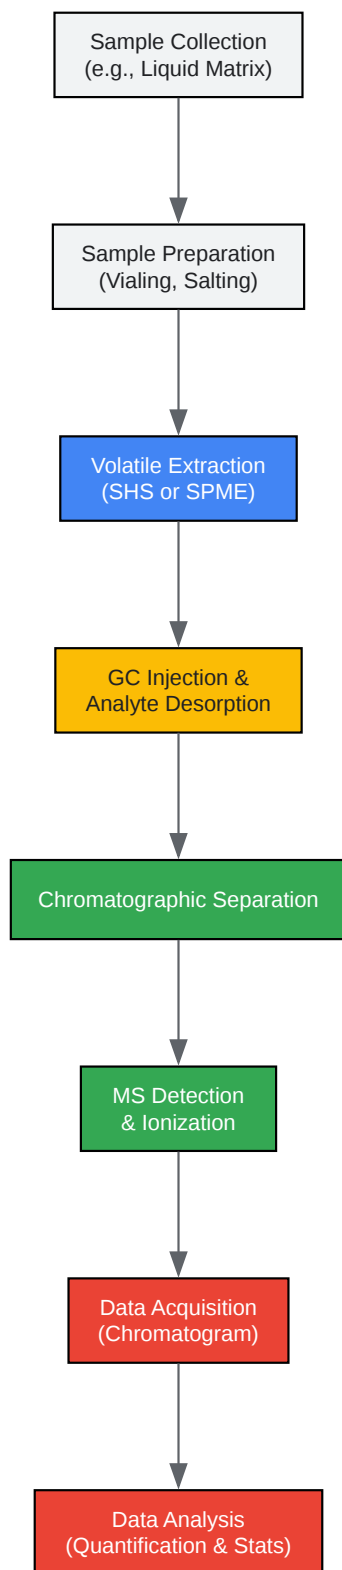 Sample Collection
(e.g., Liquid Matrix)
Sample Preparation
(Vialing, Salting)
Volatile Extraction
(SHS or SPME)
GC Injection &
Analyte Desorption
Chromatographic Separation
MS Detection
& Ionization
Data Acquisition
(Chromatogram)
Data Analysis
(Quantification & Stats)